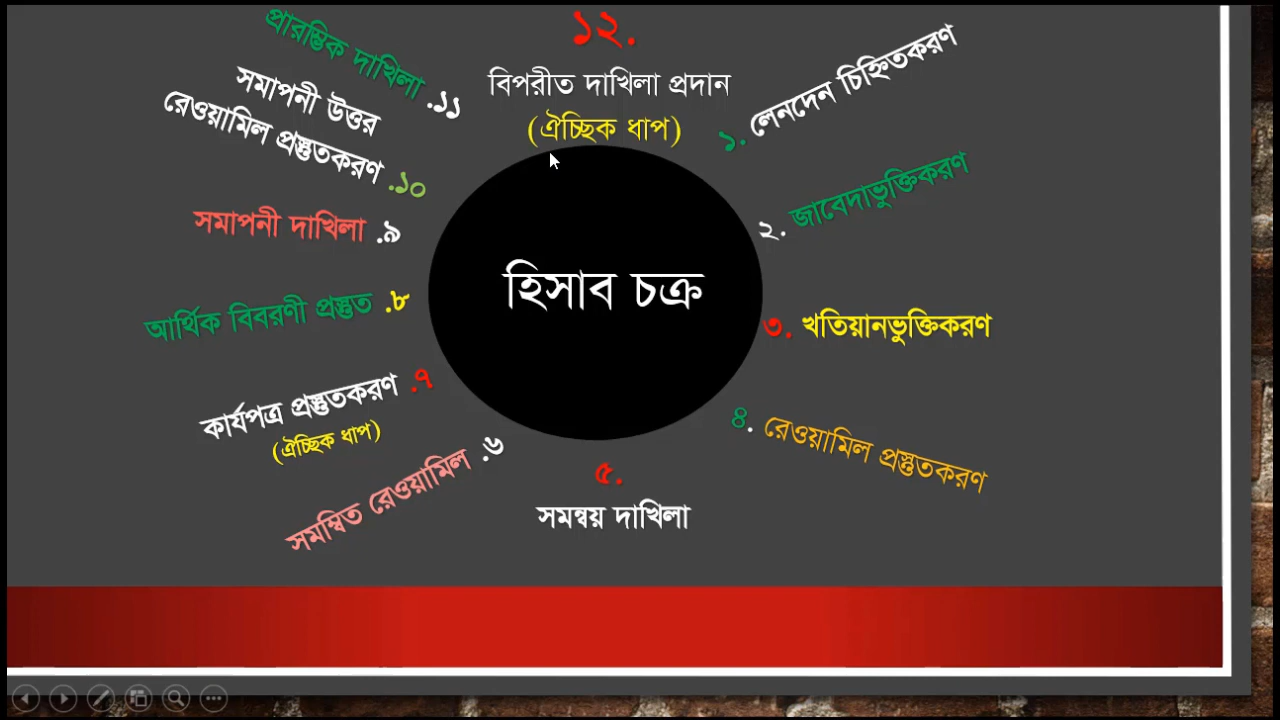 হিসাব চক্র
১. লেনদেন চিহ্নিতকরণ
২. জাবেদাভুক্তিকরণ
৩. খতিয়ানভুক্তিকরণ
৪. রেওয়ামিল প্রস্তুতকরণ
৫.
সমন্বয় দাখিলা
সমম্বিত রেওয়ামিল .৬
কার্যপত্র প্রস্তুতকরণ .৭
(ঐচ্ছিক ধাপ)
আর্থিক বিবরণী প্রস্তুত .৮
সমাপনী দাখিলা .৯
সমাপনী উত্তর
রেওয়ামিল প্রস্তুতকরণ .১০
প্রারম্ভিক দাখিলা .১১
১২.
বিপরীত দাখিলা প্রদান
(ঐচ্ছিক ধাপ)